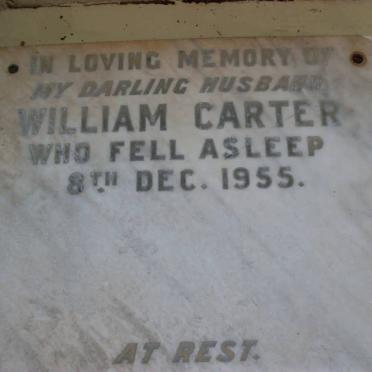 IN LOVING MEMORY OF
MY DARLING HUSBAND,
WILLIAM CARTER
WHO FELL ASLEEP
8TH DEC. 1955.
AT REST.